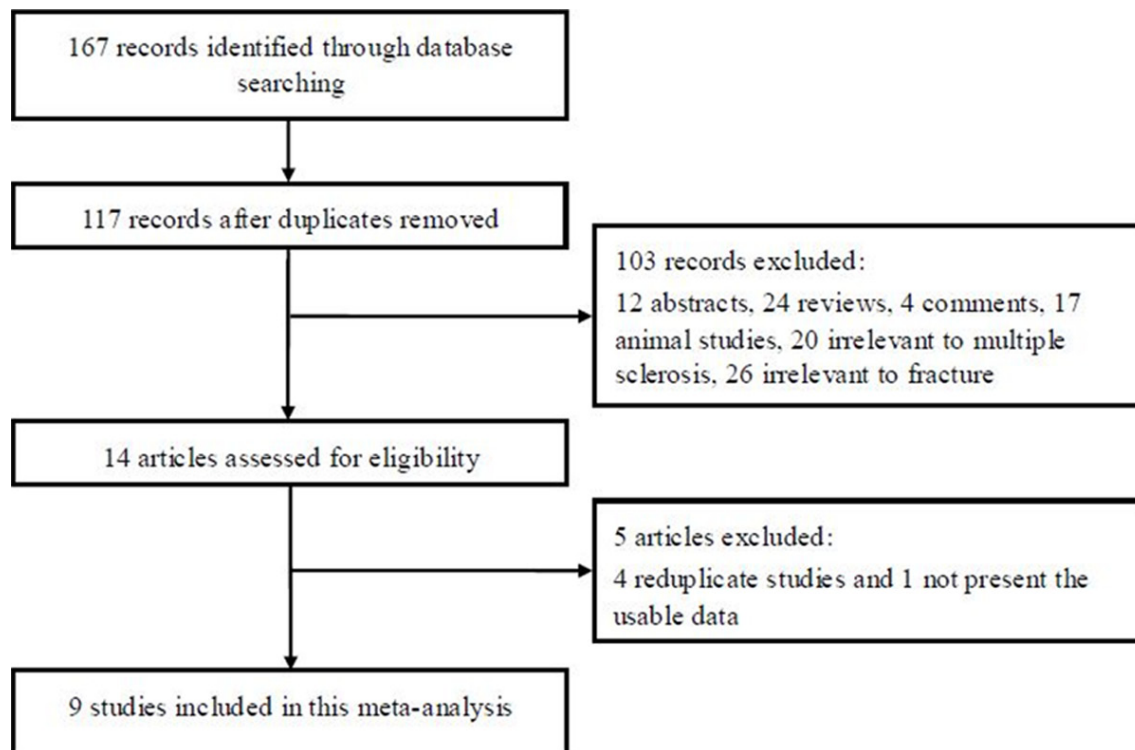 167 records identified through database
searching
117 records after duplicates removed
103 records excluded:
12 abstracts, 24 reviews, 4 comments, 17
animal studies, 20 irrelevant to multiple
sclerosis, 26 irrelevant to fracture
14 articles assessed for eligibility
5 articles excluded:
4 reduplicate studies and 1 not present the
usable data
9 studies included in this meta-analysis